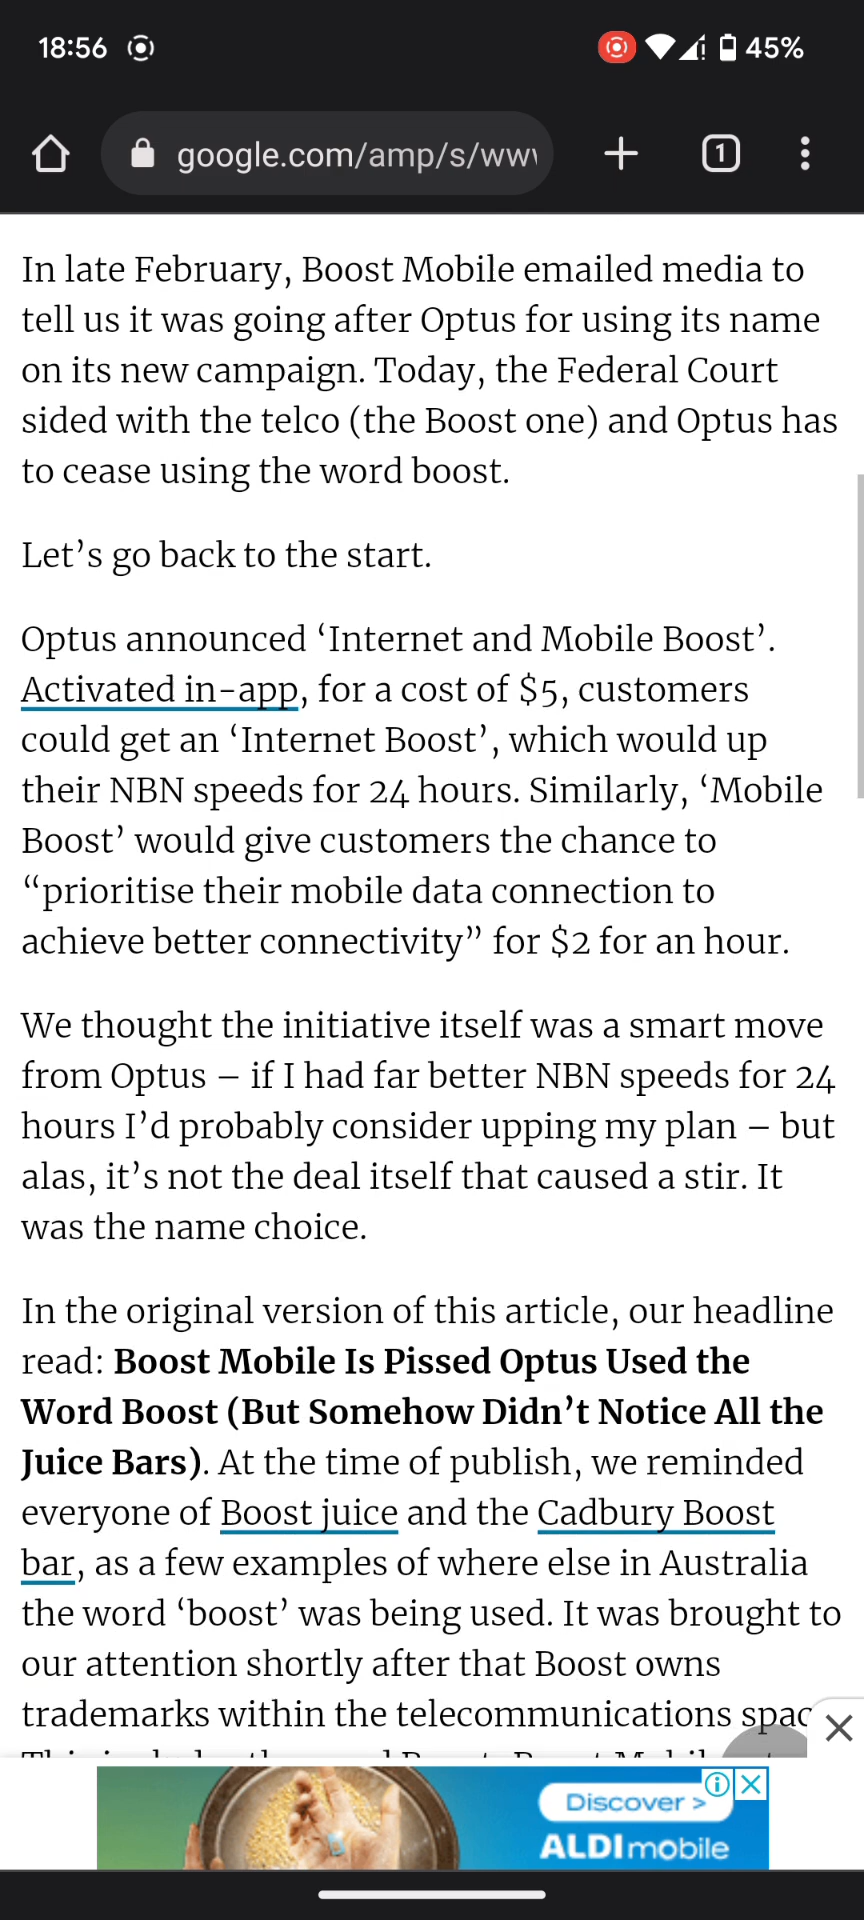 18:56
45%
google.com/amp/s/www
1
In late February, Boost Mobile emailed media to
tell us it was going after Optus for using its name
on its new campaign. Today, the Federal Court
sided with the telco (the Boost one) and Optus has
to cease using the word boost.
Let’s go back to the start.
Optus announced ‘Internet and Mobile Boost’.
Activated in-app, for a cost of $5, customers
could get an ‘Internet Boost’, which would up
their NBN speeds for 24 hours. Similarly, ‘Mobile
Boost’ would give customers the chance to
“prioritise their mobile data connection to
achieve better connectivity” for $2 for an hour.
We thought the initiative itself was a smart move
from Optus – if I had far better NBN speeds for 24
hours I’d probably consider upping my plan – but
alas, it’s not the deal itself that caused a stir. It
was the name choice.
In the original version of this article, our headline
read: Boost Mobile Is Pissed Optus Used the
Word Boost (But Somehow Didn’t Notice All the
Juice Bars). At the time of publish, we reminded
everyone of Boost juice and the Cadbury Boost
bar, as a few examples of where else in Australia
the word ‘boost’ was being used. It was brought to
our attention shortly after that Boost owns
trademarks within the telecommunications spac
Discover >
ALDImobile